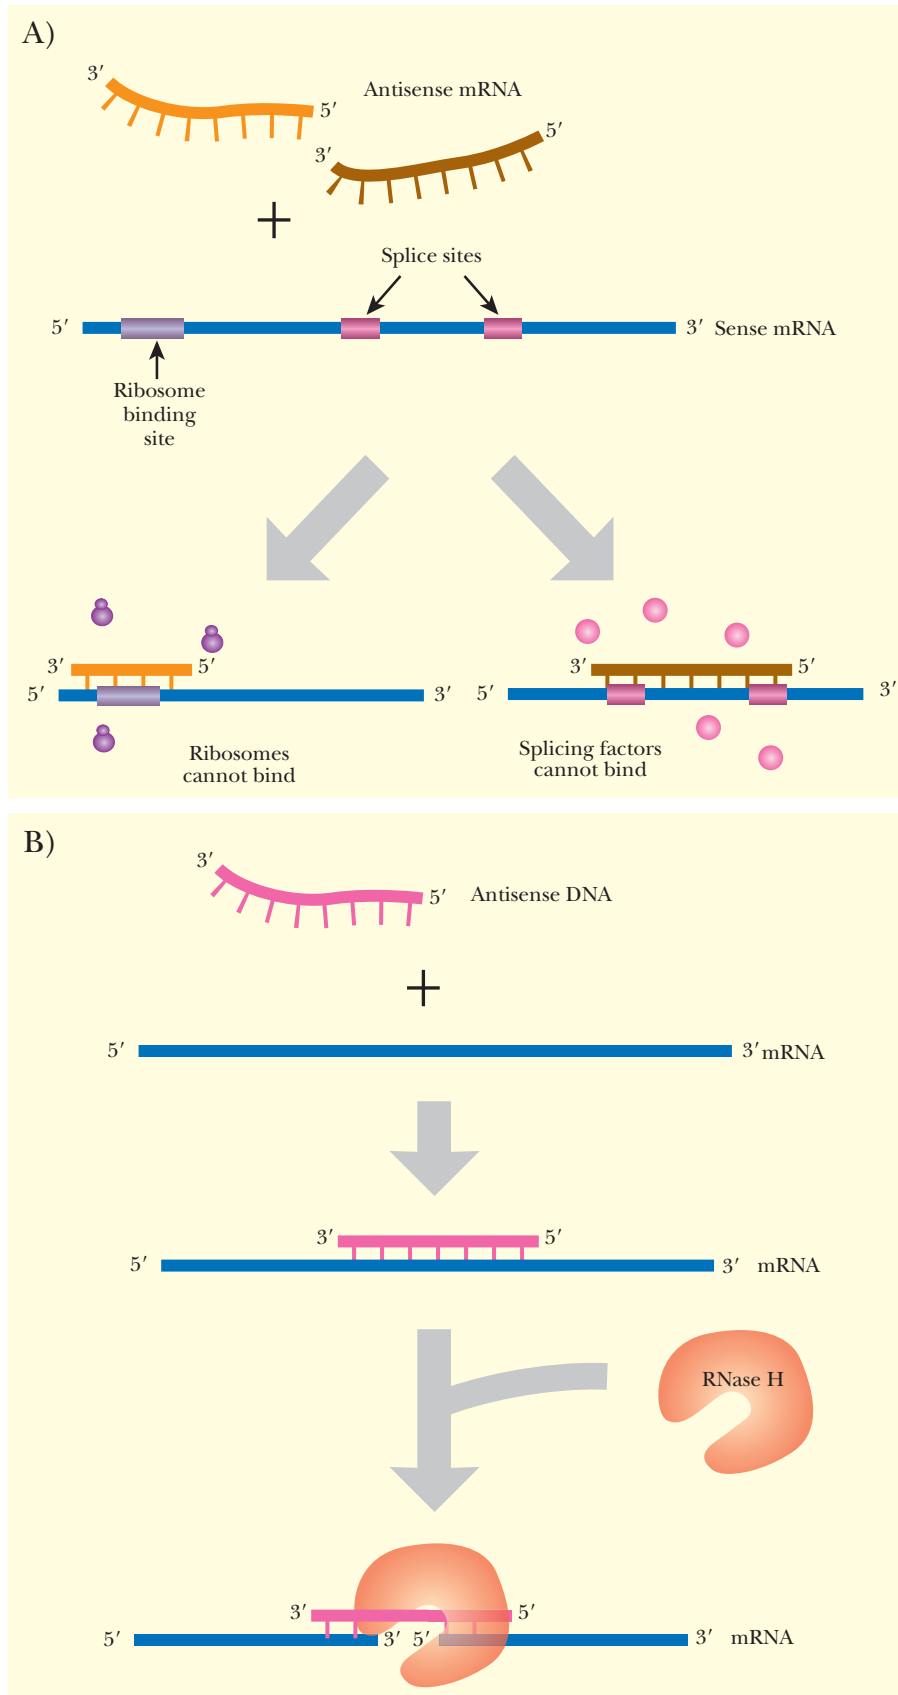 A)
3′
Antisense mRNA
5′
5′
3′
Splice sites
5′
3′ Sense mRNA
Ribosome
binding
site
3′ 5′
5′ 3′
3′ 5′
5′ 3′
Ribosomes
cannot bind
Splicing factors
cannot bind
B)
3′
5′ Antisense DNA
5′ 3′ mRNA
3′ 5′
5′ 3′ mRNA
RNase H
3′ 5′
5′ 3′ 5′ 3′ mRNA